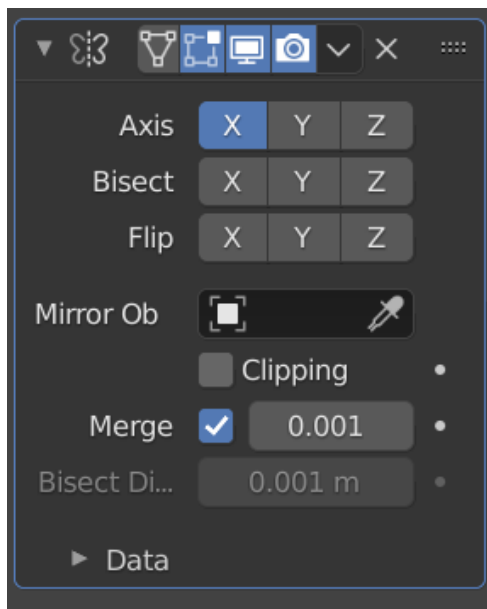 Axis X Y Z
Bisect X Y Z
Flip X Y Z
Mirror Ob
Clipping
Merge 0.001
Bisect Di... 0.001 m
Data